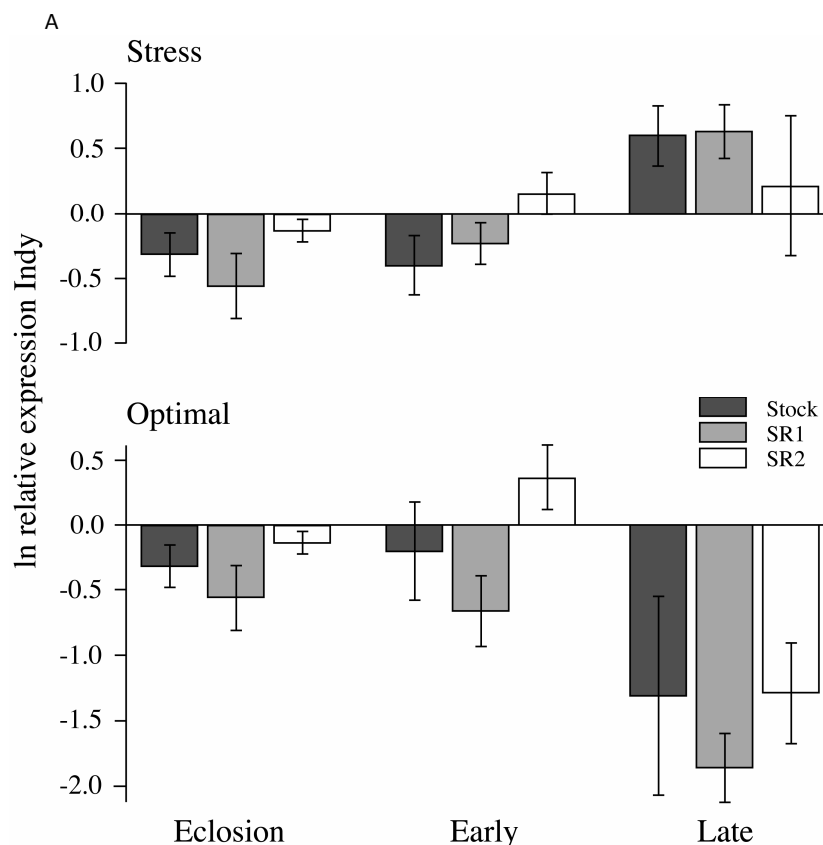 A
Stress
1.0
0.5
0.0
-0.5
-1.0
ln relative expression Indy
Optimal
Stock
SR1
SR2
0.5
0.0
-0.5
-1.0
-1.5
-2.0
Eclosion
Early
Late